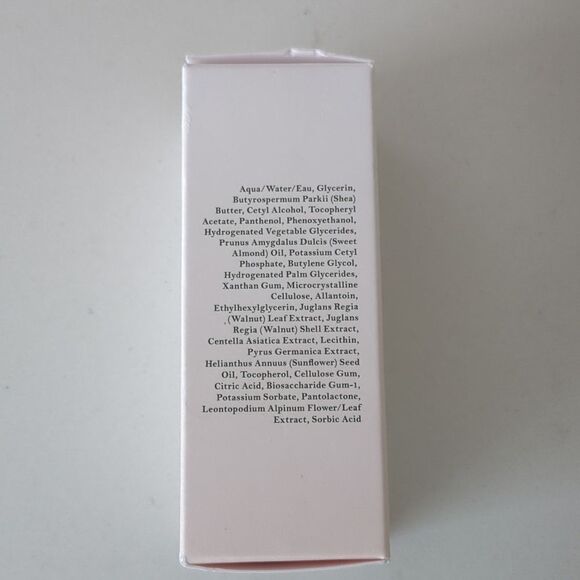 Aqua/Water/Eau, Glycerin,
Butyrospermum Parkii (Shea)
Butter, Cetyl Alcohol, Tocopheryl
Acetate, Panthenol, Phenoxyethanol,
Hydrogenated Vegetable Glycerides,
Prunus Amygdalus Dulcis (Sweet
Almond) Oil, Potassium Cetyl
Phosphate, Butylene Glycol,
Hydrogenated Palm Glycerides,
Xanthan Gum, Microcrystalline
Cellulose, Allantoin,
Ethylhexylglycerin, Juglans Regia
(Walnut) Leaf Extract, Juglans
Regia (Walnut) Shell Extract,
Centella Asiatica Extract, Lecithin,
Pyrus Germanica Extract,
Helianthus Annuus (Sunflower) Seed
Oil, Tocopherol, Cellulose Gum,
Citric Acid, Biosaccharide Gum-1,
Potassium Sorbate, Pantolactone,
Leontopodium Alpinum Flower/Leaf
Extract, Sorbic Acid